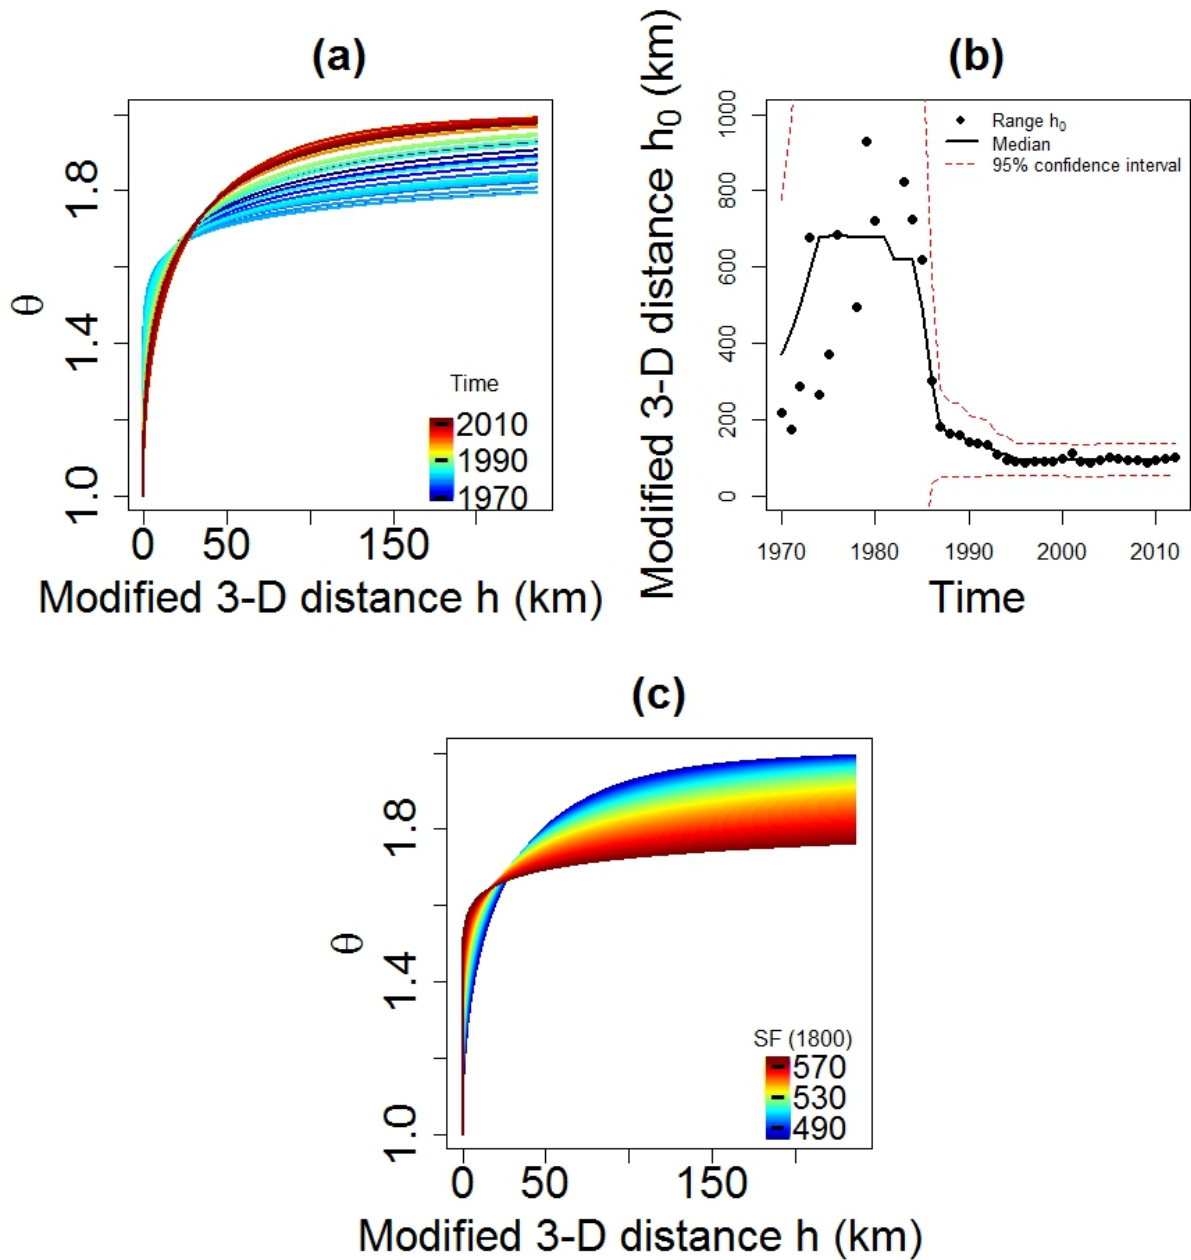 (a)
θ
1.0
1.4
1.8
Time
2010
1990
1970
0 50 150
Modified 3-D distance h (km)
(b)
Modified 3-D distance h₀ (km)
0
200
400
600
800
1000
Range h₀
Median
95% confidence interval
1970 1980 1990 2000 2010
Time
(c)
θ
1.0
1.4
1.8
SF (1800)
570
530
490
0 50 150
Modified 3-D distance h (km)